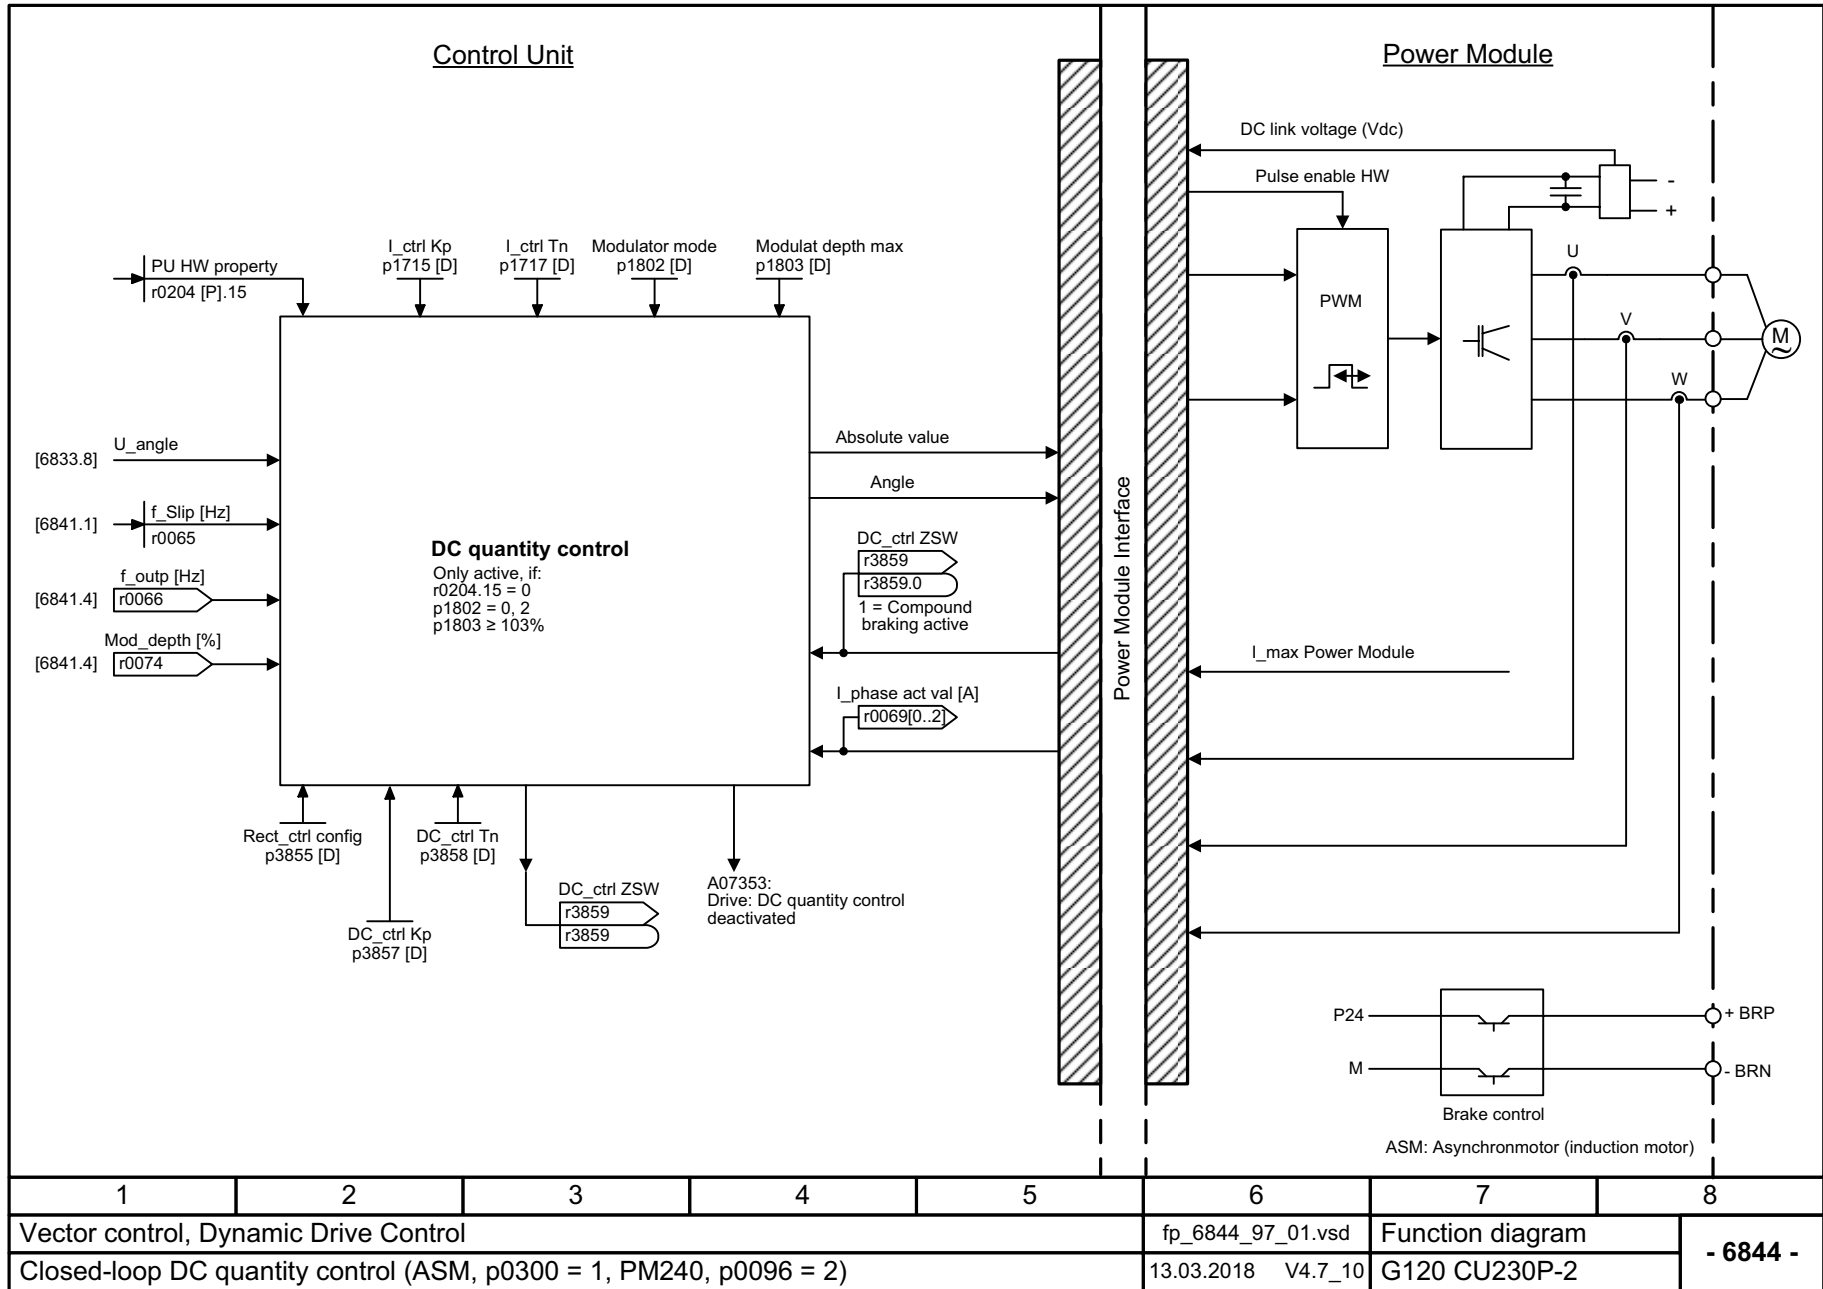 Control Unit
Power Module
DC link voltage (Vdc)
Pulse enable HW
-
+
PU HW property
r0204 [P].15
I_ctrl Kp
p1715 [D]
I_ctrl Tn
p1717 [D]
Modulator mode
p1802 [D]
Modulat depth max
p1803 [D]
U
V
W
PWM
M
~
[6833.8]
U_angle
[6841.1]
f_Slip [Hz]
r0065
[6841.4]
f_outp [Hz]
r0066
[6841.4]
Mod_depth [%]
r0074
DC quantity control
Only active, if:
r0204.15 = 0
p1802 = 0, 2
p1803 ≥ 103%
Absolute value
Angle
DC_ctrl ZSW
r3859
r3859.0
1 = Compound
braking active
I_phase act val [A]
r0069[0..2]
Power Module Interface
I_max Power Module
Rect_ctrl config
p3855 [D]
DC_ctrl Kp
p3857 [D]
DC_ctrl Tn
p3858 [D]
DC_ctrl ZSW
r3859
r3859
A07353:
Drive: DC quantity control
deactivated
P24
+ BRP
M
- BRN
Brake control
ASM: Asynchronmotor (induction motor)
1 2 3 4 5 6 7 8
Vector control, Dynamic Drive Control
fp_6844_97_01.vsd
Function diagram
- 6844 -
Closed-loop DC quantity control (ASM, p0300 = 1, PM240, p0096 = 2)
13.03.2018 V4.7_10
G120 CU230P-2